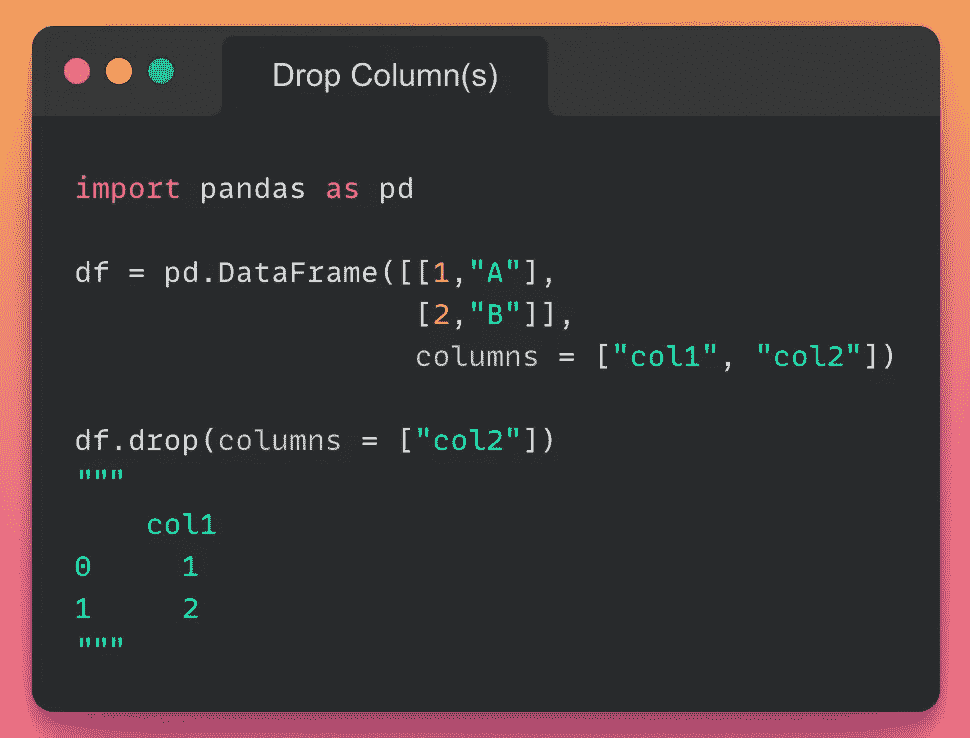 Drop Column(s)
import pandas as pd
df = pd.DataFrame([[1,"A"],
[2,"B"]],
columns = ["col1", "col2"])
df.drop(columns = ["col2"])
"""
col1
0 1
1 2
"""